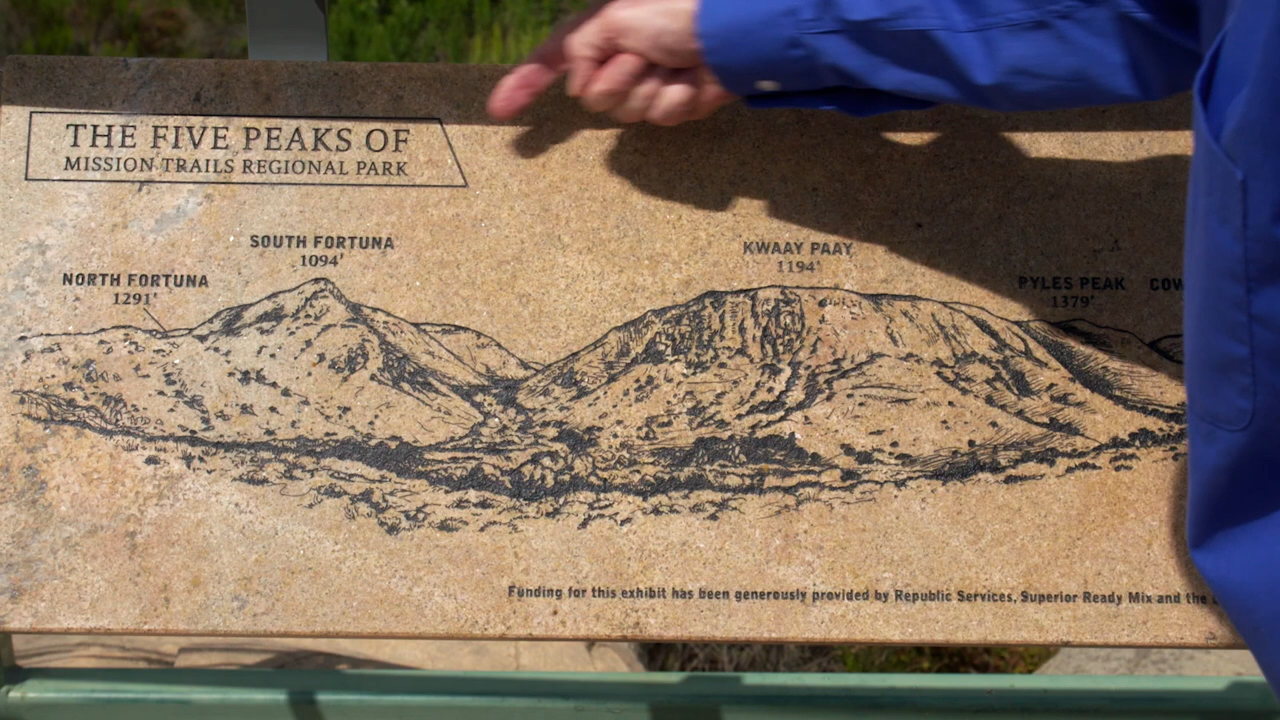 THE FIVE PEAKS OF
MISSION TRAILS REGIONAL PARK
SOUTH FORTUNA
1094'
NORTH FORTUNA
1291'
KWAAY PAAY
1194'
PYLES PEAK
1379'
COW
Funding for this exhibit has been generously provided by Republic Services, Superior Ready Mix and the